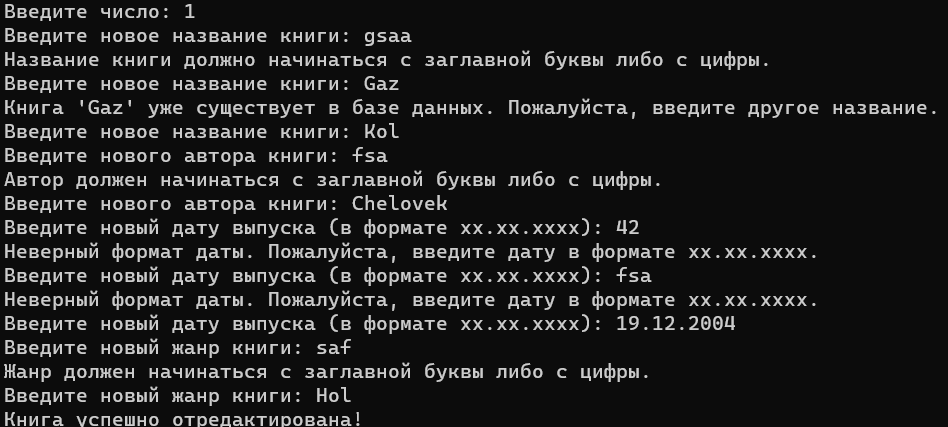 Введите число: 1
Введите новое название книги: gsaa
Название книги должно начинаться с заглавной буквы либо с цифры.
Введите новое название книги: Gaz
Книга 'Gaz' уже существует в базе данных. Пожалуйста, введите другое название.
Введите новое название книги: Kol
Введите нового автора книги: fsa
Автор должен начинаться с заглавной буквы либо с цифры.
Введите нового автора книги: Chelovek
Введите новый дату выпуска (в формате xx.xx.xxxx): 42
Неверный формат даты. Пожалуйста, введите дату в формате xx.xx.xxxx.
Введите новый дату выпуска (в формате xx.xx.xxxx): fsa
Неверный формат даты. Пожалуйста, введите дату в формате xx.xx.xxxx.
Введите новый дату выпуска (в формате xx.xx.xxxx): 19.12.2004
Введите новый жанр книги: saf
Жанр должен начинаться с заглавной буквы либо с цифры.
Введите новый жанр книги: Hol
Книга успешно отредактирована!